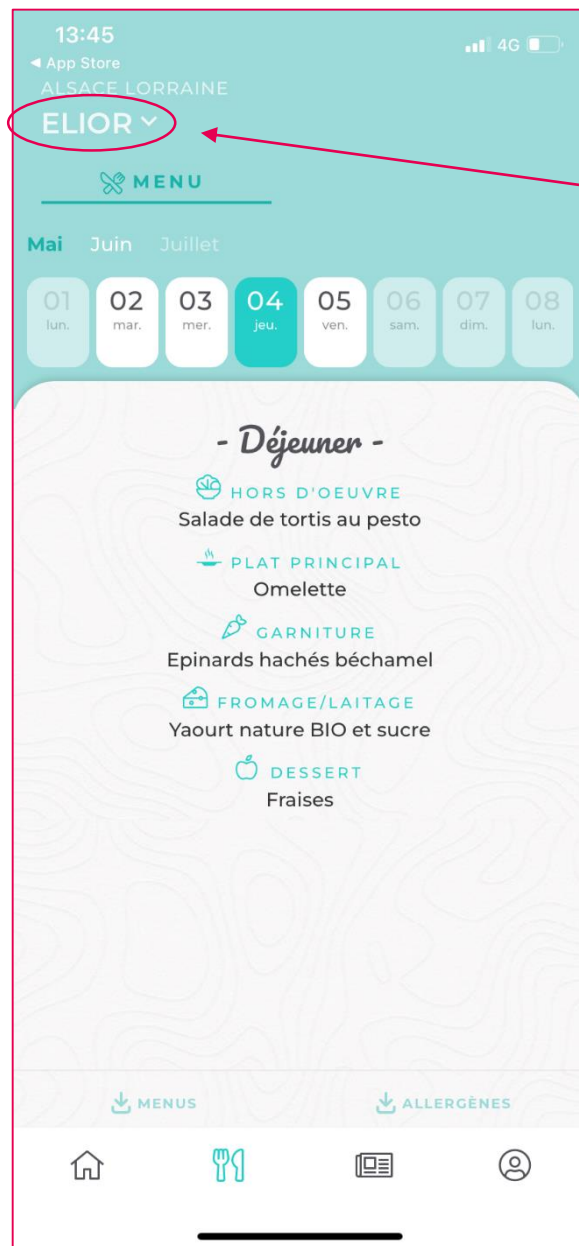 13:45
4G
◄ App Store
ALSACE LORRAINE
ELIOR
MENU
Mai Juin Juillet
01 02 03 04 05 06 07 08
lun. mar. mer. jeu. ven. sam. dim. lun.
- Déjeuner -
HORS D'OEUVRE
Salade de tortis au pesto
PLAT PRINCIPAL
Omelette
GARNITURE
Epinards hachés béchamel
FROMAGE/LAITAGE
Yaourt nature BIO et sucre
DESSERT
Fraises
MENUS ALLERGÈNES